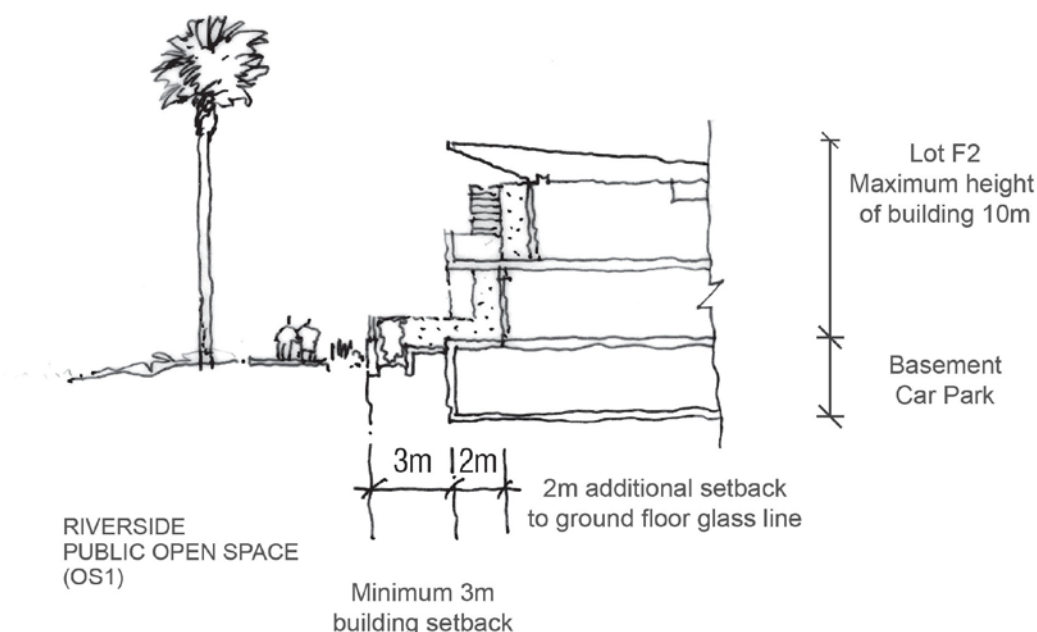 Lot F2
Maximum height
of building 10m
Basement
Car Park
3m
2m
2m additional setback
to ground floor glass line
RIVERSIDE
PUBLIC OPEN SPACE
(OS1)
Minimum 3m
building setback